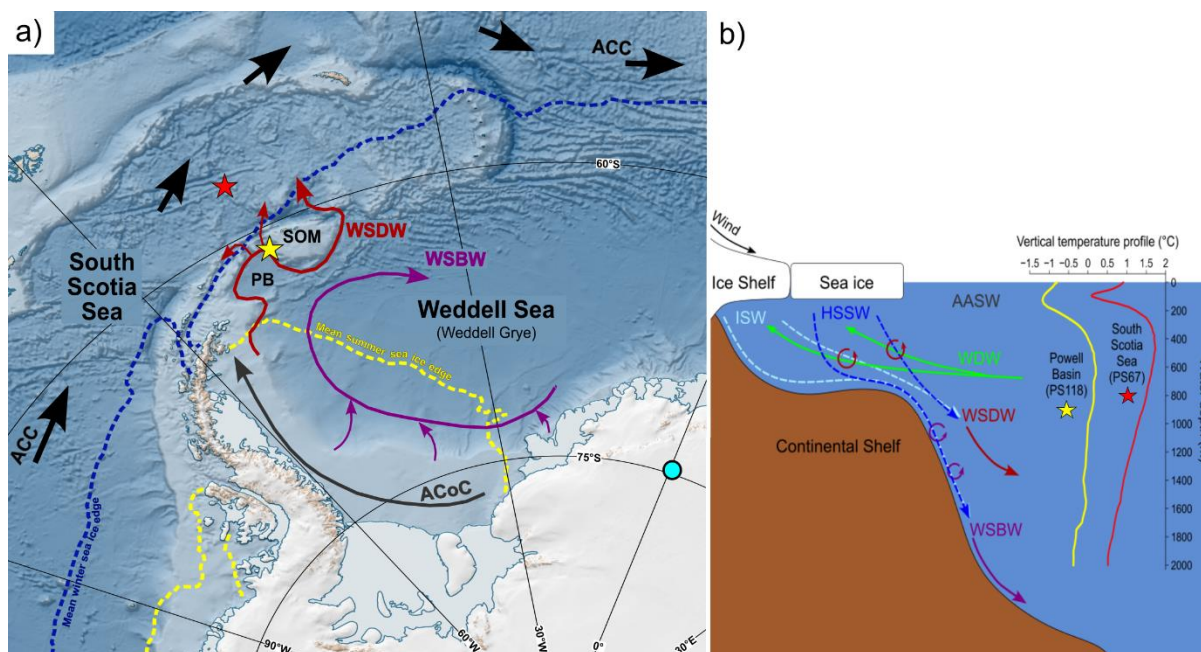 a)
ACC
60°S
SOM
WSDW
PB
WSBW
South
Scotia
Sea
Weddell Sea
(Weddell Grye)
Mean summer sea ice edge
ACC
75°S
ACoC
Mean winter sea ice edge
90°W
60°W
30°W
0°
30°E
b)
Wind
Vertical temperature profile (°C)
−1.5 −1 −0.5 0 0.5 1 1.5 2
Ice Shelf
Sea ice
ISW
HSSW
AASW
WDW
Powell
Basin
(PS118)
South
Scotia
Sea
(PS67)
WSDW
Continental Shelf
WSBW
0
200
400
600
800
1000
1200
1400
1600
1800
2000